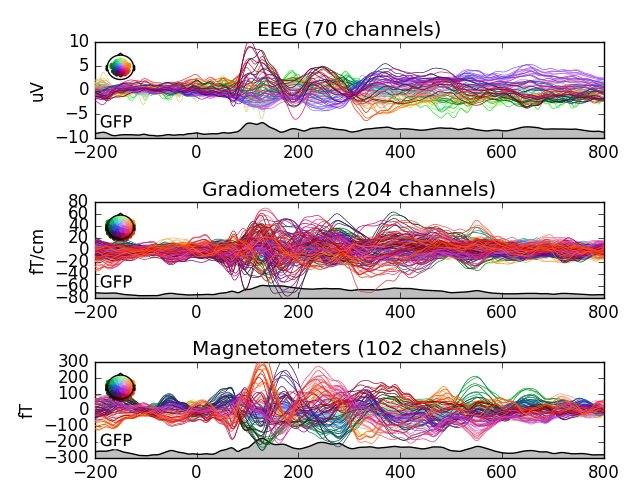 EEG (70 channels)
10
5
0
−5
−10
uV
GFP
−200 0 200 400 600 800
Gradiometers (204 channels)
80
60
40
20
0
−20
−40
−60
−80
fT/cm
GFP
−200 0 200 400 600 800
Magnetometers (102 channels)
300
200
100
0
−100
−200
−300
fT
GFP
−200 0 200 400 600 800